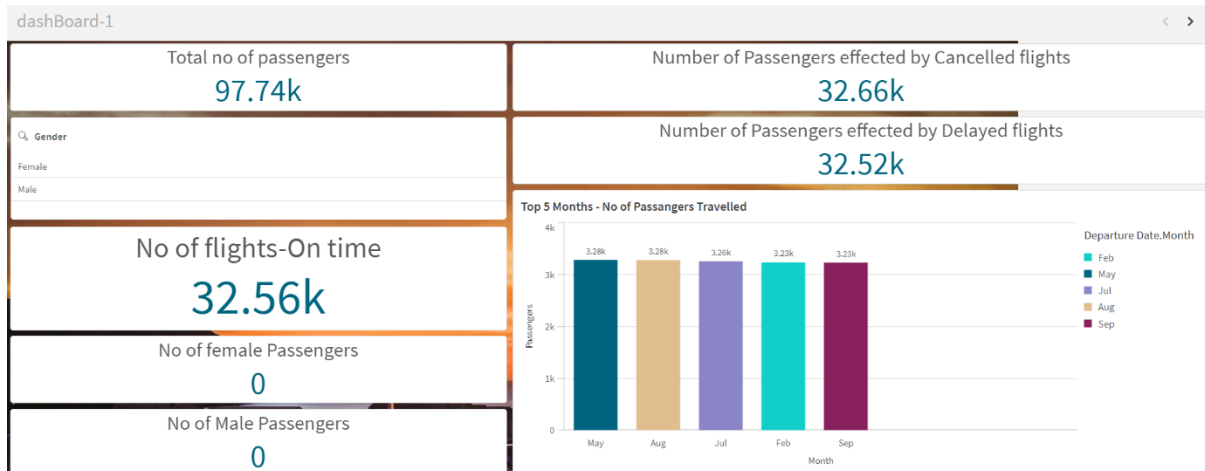 dashBoard-1
Total no of passengers
97.74k
Number of Passengers effected by Cancelled flights
32.66k
Gender
Female
Male
Number of Passengers effected by Delayed flights
32.52k
No of flights-On time
32.56k
No of female Passengers
0
No of Male Passengers
0
Top 5 Months - No of Passangers Travelled
4k
3k
2k
1k
0
Passengers
3.28k
3.28k
3.26k
3.23k
3.23k
May
Aug
Jul
Feb
Sep
Month
Departure Date.Month
Feb
May
Jul
Aug
Sep